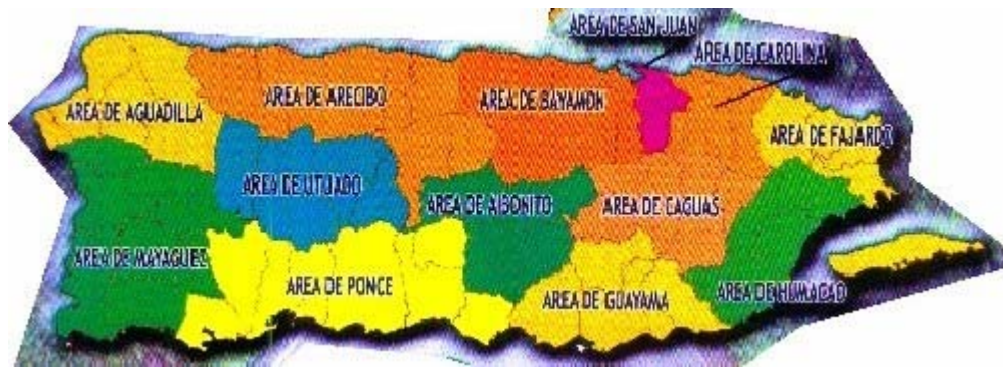 AREA DE SAN JUAN
AREA DE CAROLINA
AREA DE AGUADILLA
AREA DE ARECIBO
AREA DE BAYAMON
AREA DE FAJARDO
AREA DE UTUADO
AREA DE AIBONITO
AREA DE CAGUAS
AREA DE MAYAGUEZ
AREA DE PONCE
AREA DE GUAYAMA
AREA DE HUMACAO